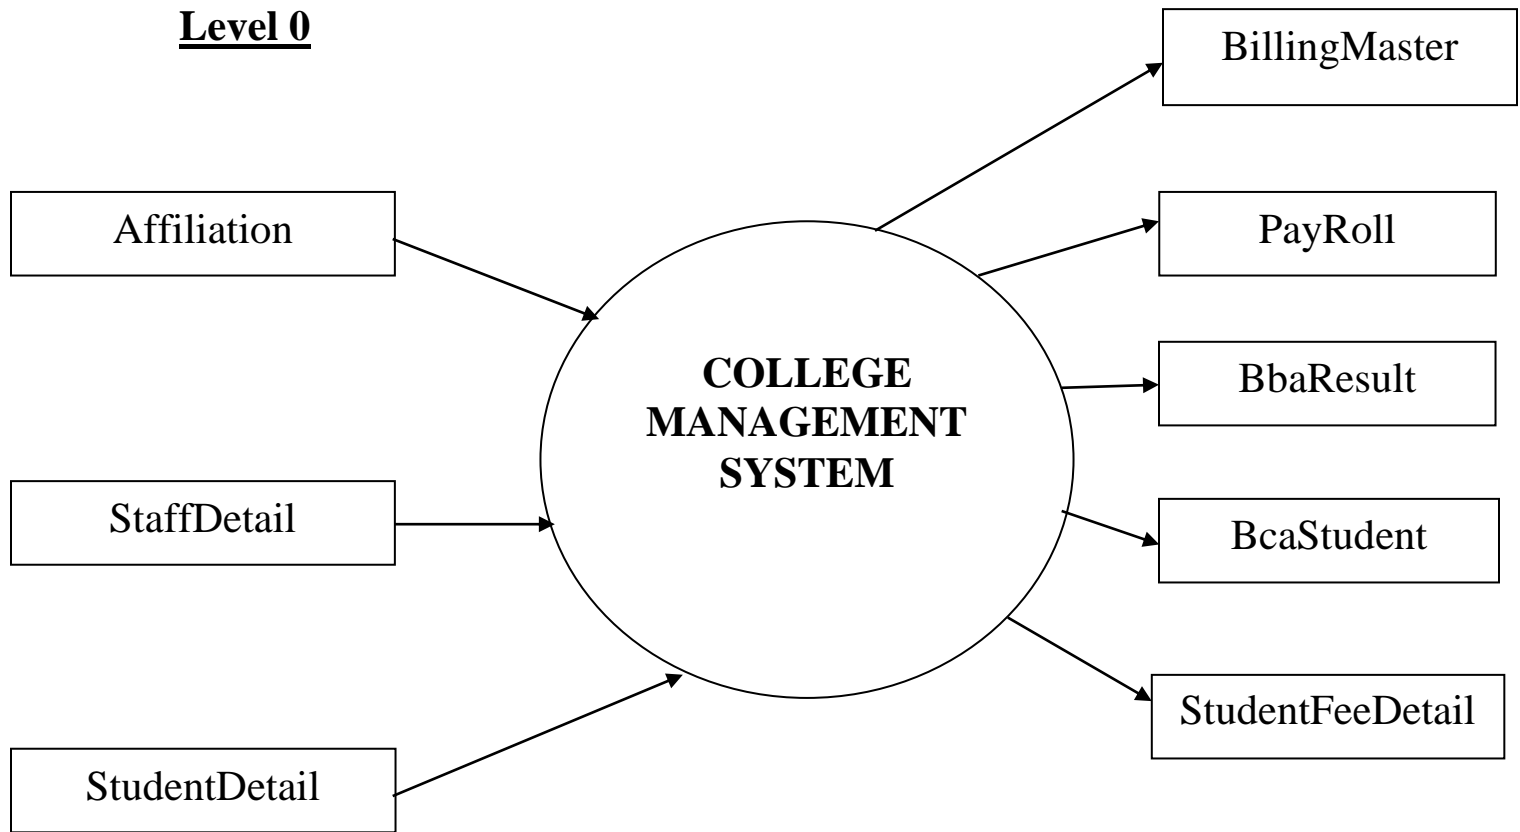 Level 0
BillingMaster
Affiliation
PayRoll
COLLEGE
MANAGEMENT
SYSTEM
BbaResult
StaffDetail
BcaStudent
StudentFeeDetail
StudentDetail